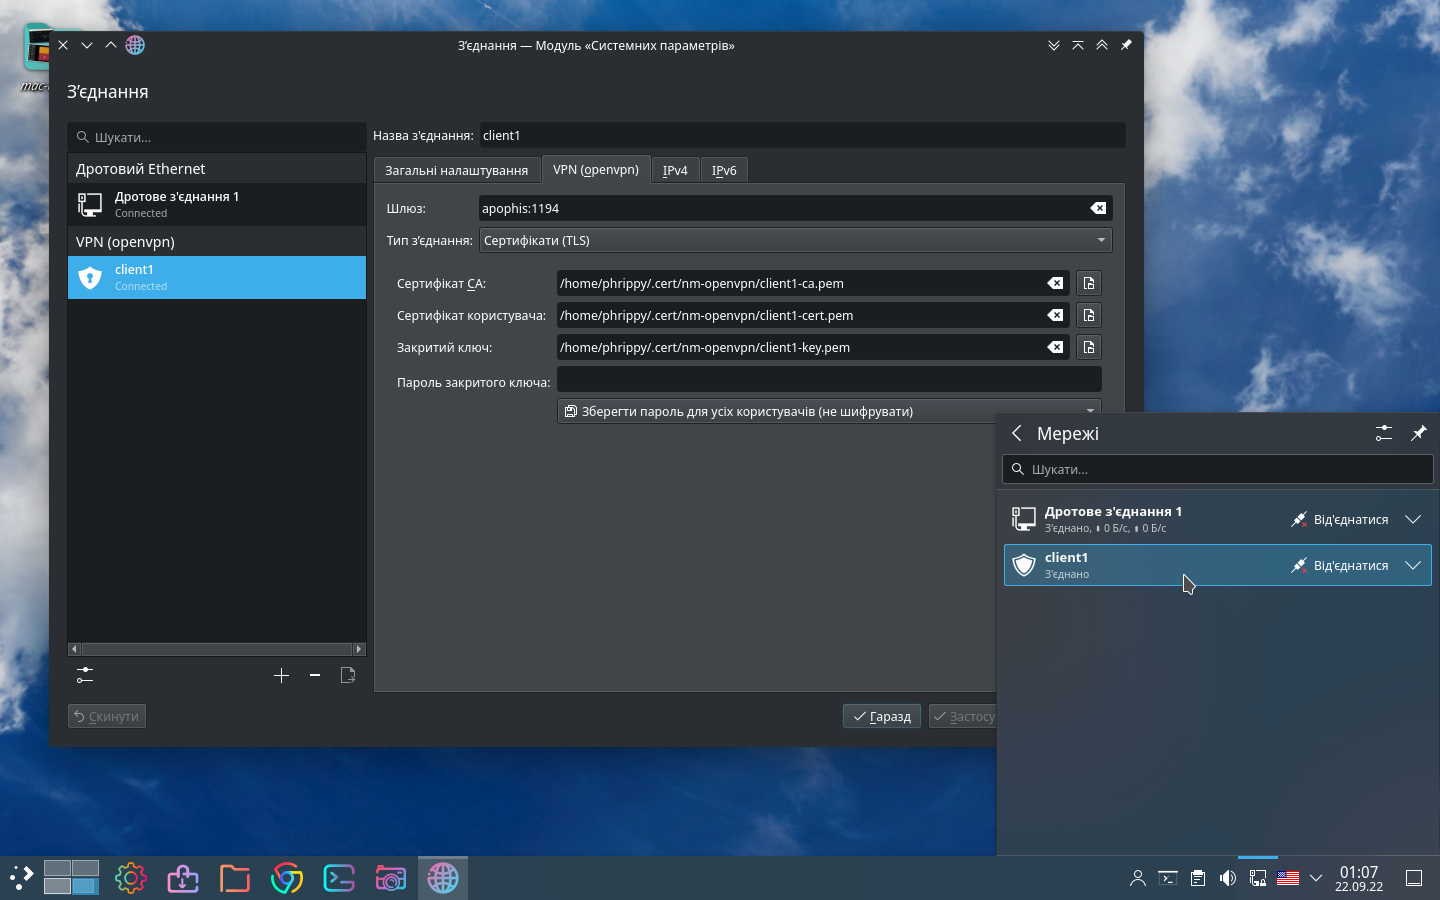 mac-
З’єднання — Модуль «Системних параметрів»
З’єднання
Шукати...
Дротовий Ethernet
Дротове з'єднання 1
Connected
VPN (openvpn)
client1
Connected
Скинути
Назва з'єднання: client1
Загальні налаштування VPN (openvpn) IPv4 IPv6
Шлюз: apophis:1194
Тип з’єднання: Сертифікати (TLS)
Сертифікат CA: /home/phrippy/.cert/nm-openvpn/client1-ca.pem
Сертифікат користувача: /home/phrippy/.cert/nm-openvpn/client1-cert.pem
Закритий ключ: /home/phrippy/.cert/nm-openvpn/client1-key.pem
Пароль закритого ключа:
Зберегти пароль для усіх користувачів (не шифрувати)
Гаразд Застосу
Мережі
Шукати...
Дротове з'єднання 1
З'єднано, ⬇ 0 Б/с, ⬆ 0 Б/с
Від'єднатися
client1
З'єднано
Від'єднатися
01:07
22.09.22